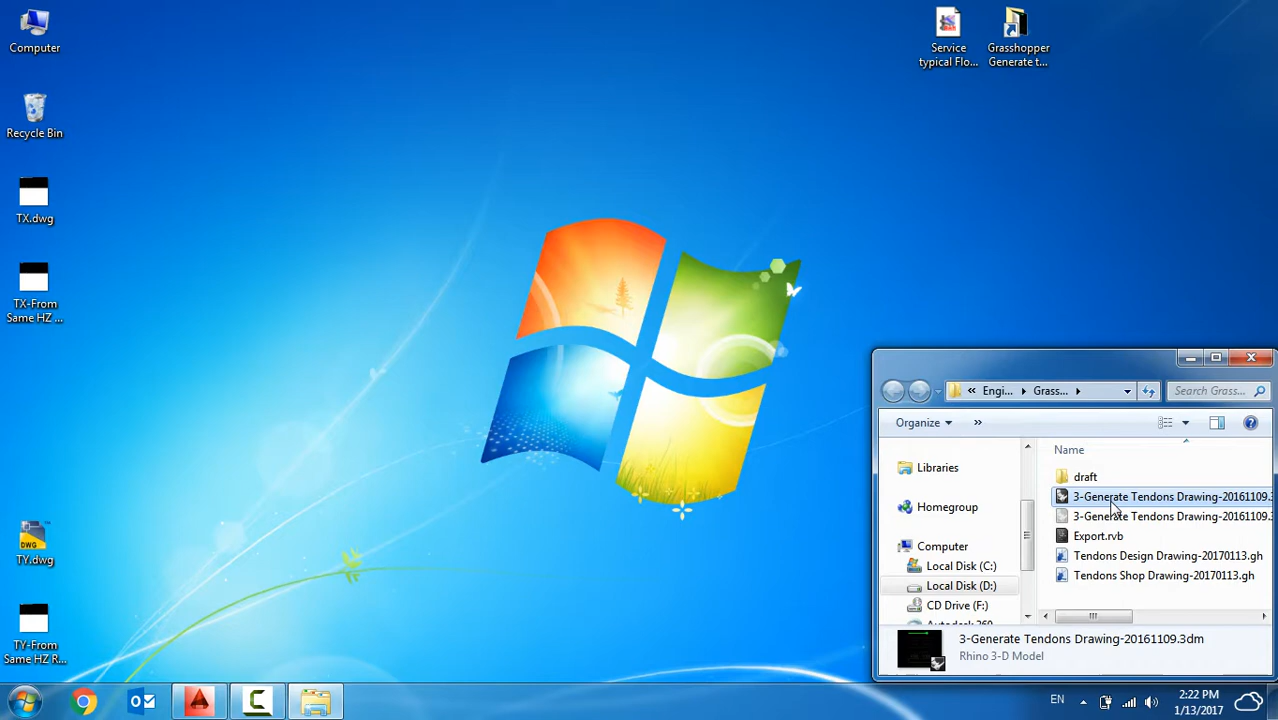 Computer
Recycle Bin
TX.dwg
TX-From
Same HZ ...
TY.dwg
TY-From
Same HZ R...
Service
typical Flo...
Grasshopper
Generate t...
« Engi... Grass...
Search Grass...
Organize »
Name
Libraries
Homegroup
Computer
Local Disk (C:)
Local Disk (D:)
CD Drive (F:)
draft
3-Generate Tendons Drawing-20161109.3
3-Generate Tendons Drawing-20161109.3
Export.rvb
Tendons Design Drawing-20170113.gh
Tendons Shop Drawing-20170113.gh
3-Generate Tendons Drawing-20161109.3dm
Rhino 3-D Model
EN
2:22 PM
1/13/2017